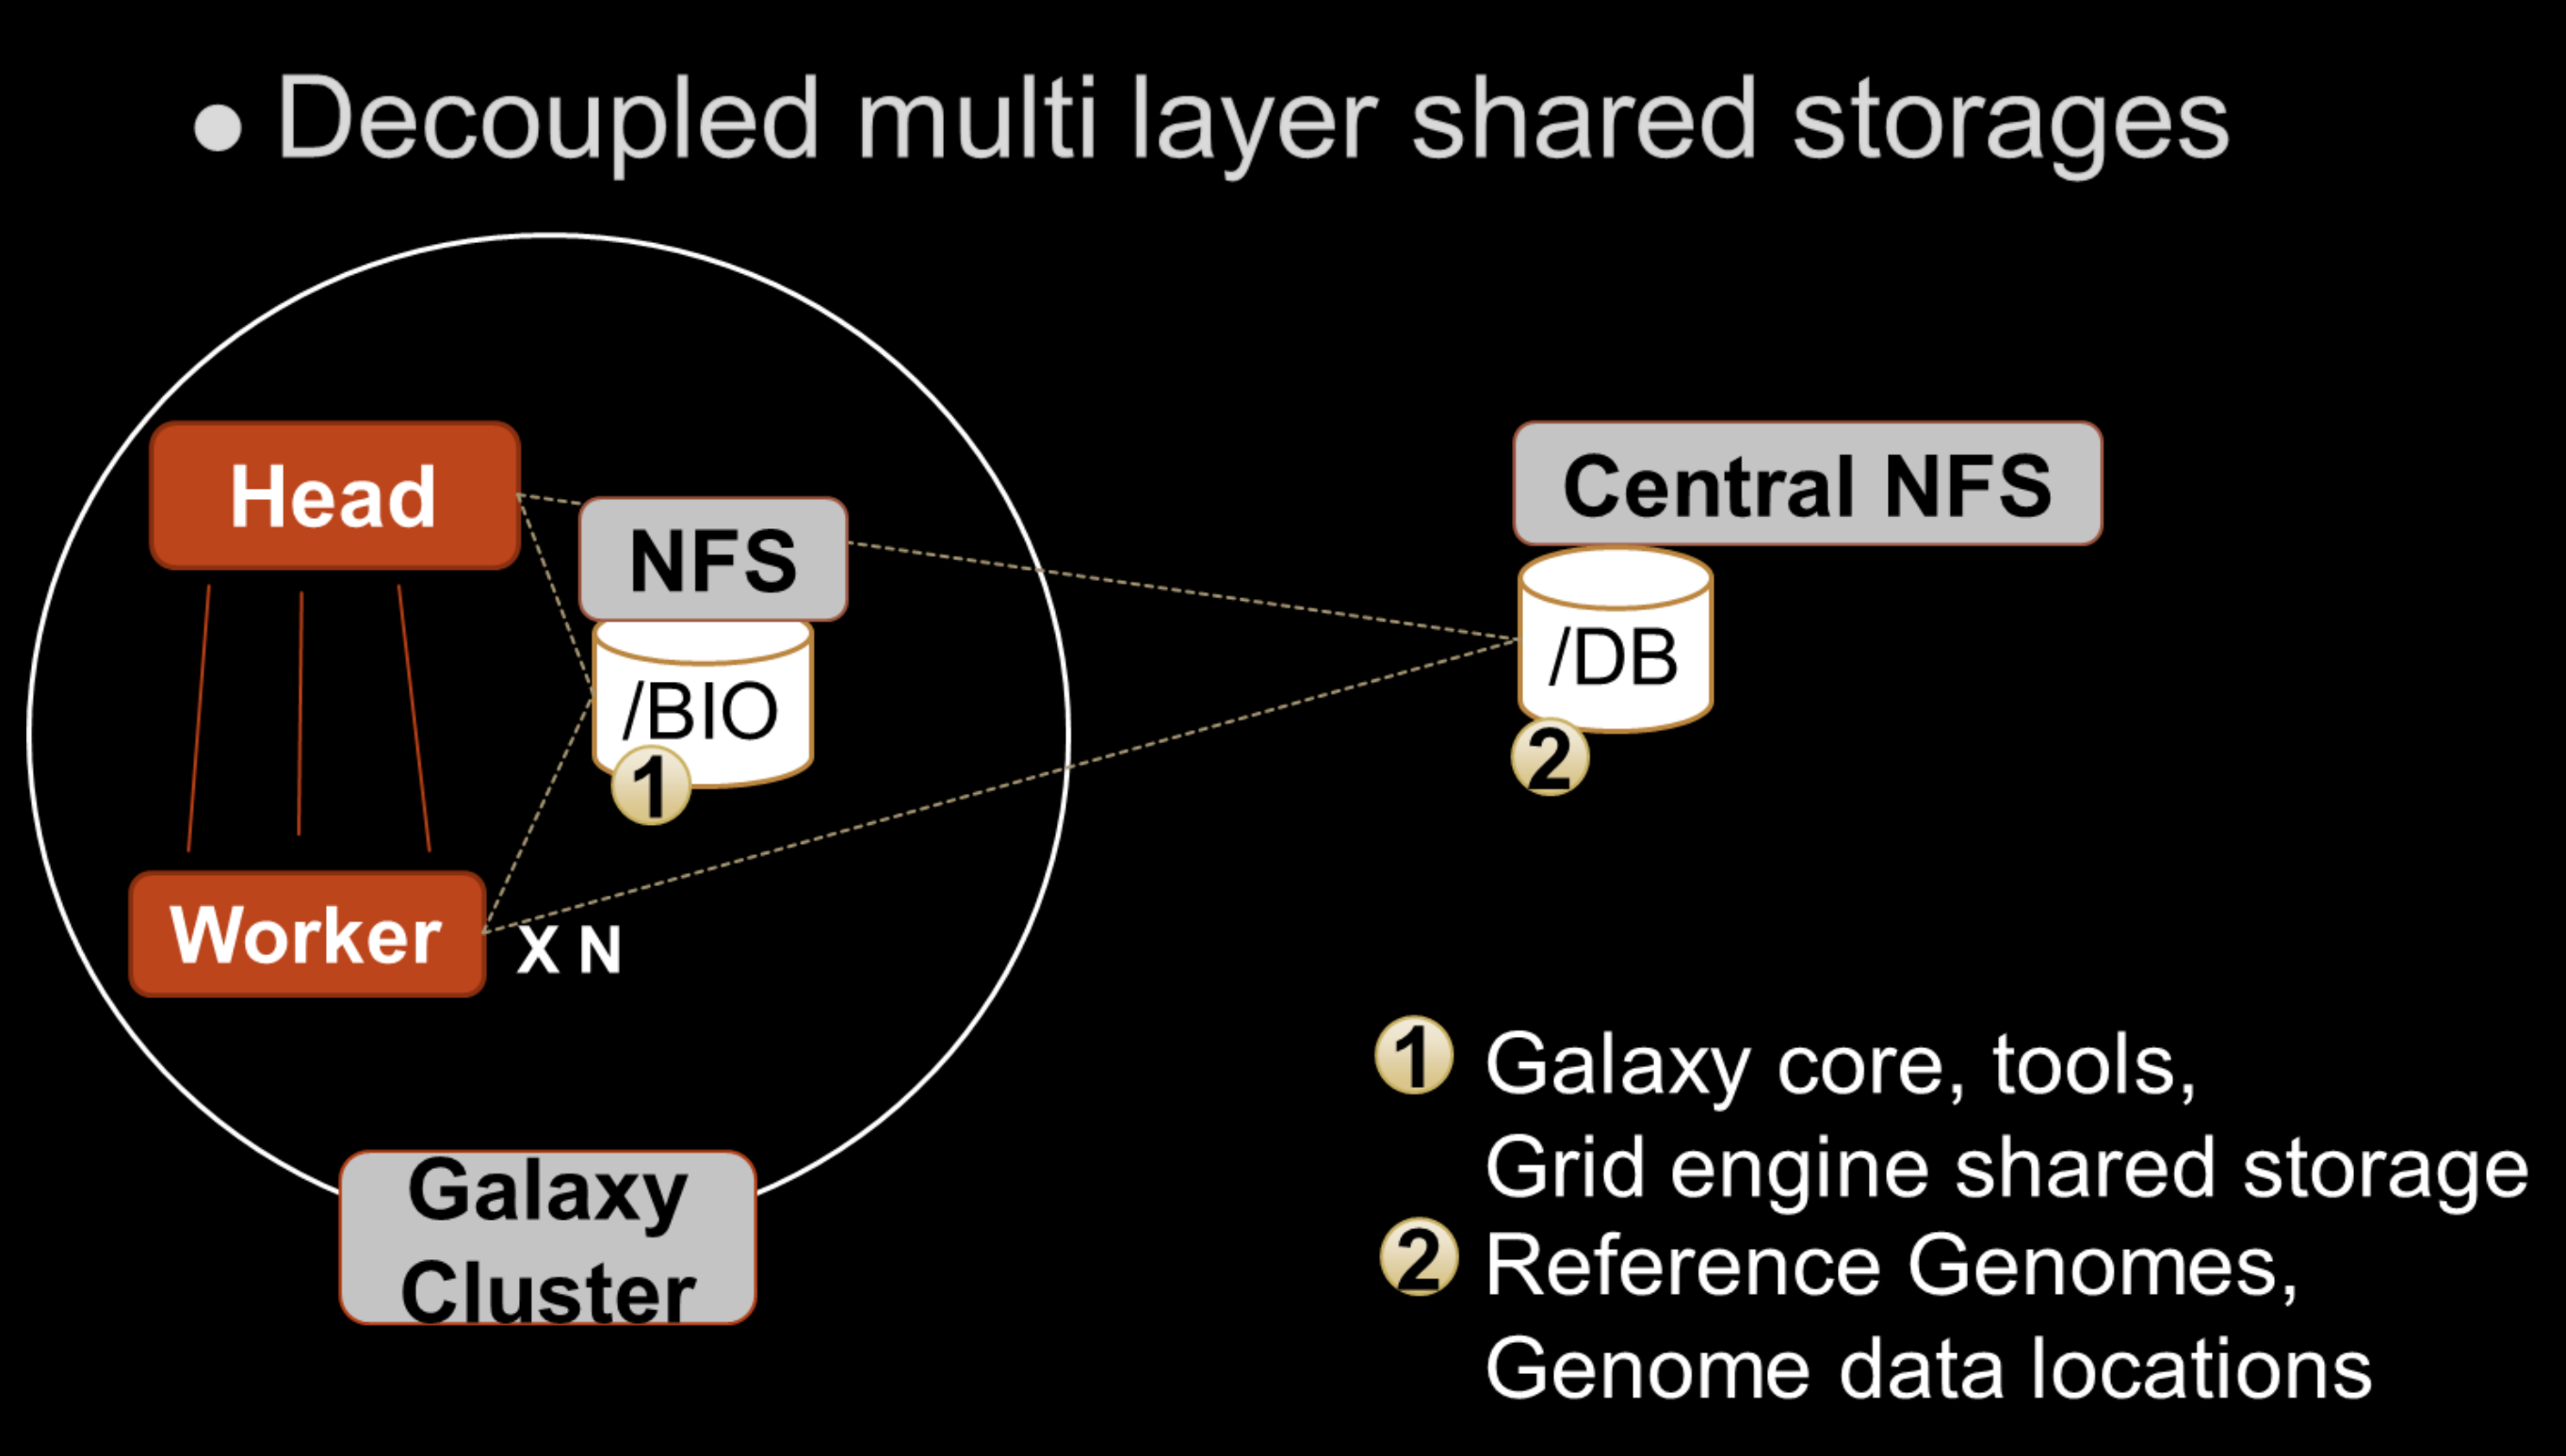 ● Decoupled multi layer shared storages
Head
NFS
/BIO
1
Worker
X N
Galaxy
Cluster
Central NFS
/DB
2
1 Galaxy core, tools,
Grid engine shared storage
2 Reference Genomes,
Genome data locations